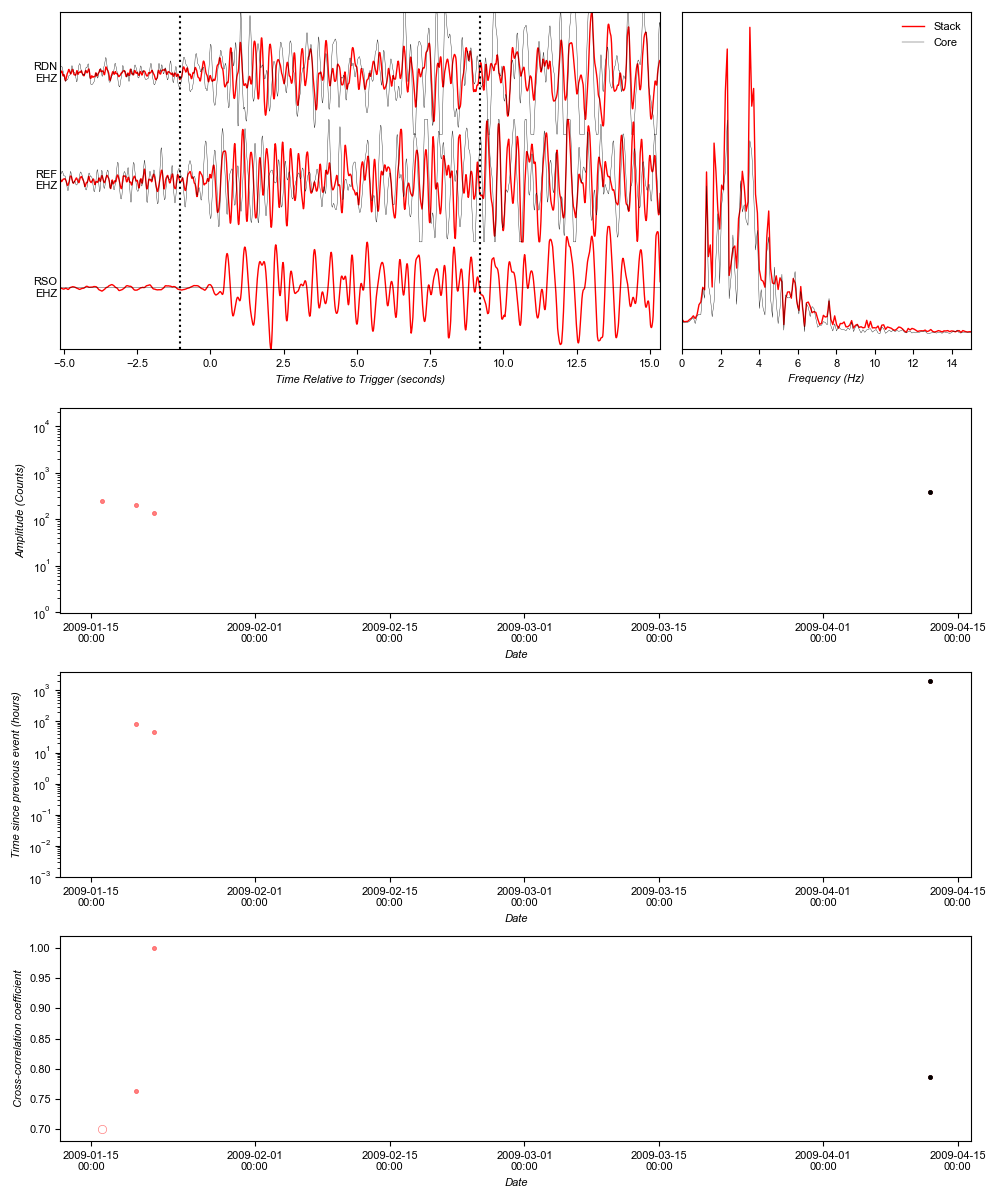 RDN
EHZ
REF
EHZ
RSO
EHZ
−5.0 −2.5 0.0 2.5 5.0 7.5 10.0 12.5 15.0
Time Relative to Trigger (seconds)
Stack
Core
0 2 4 6 8 10 12 14
Frequency (Hz)
10^4
10^3
10^2
10^1
10^0
Amplitude (Counts)
2009-01-15 2009-02-01 2009-02-15 2009-03-01 2009-03-15 2009-04-01 2009-04-15
00:00 00:00 00:00 00:00 00:00 00:00 00:00
Date
10^3
10^2
10^1
10^0
10^−1
10^−2
10^−3
Time since previous event (hours)
2009-01-15 2009-02-01 2009-02-15 2009-03-01 2009-03-15 2009-04-01 2009-04-15
00:00 00:00 00:00 00:00 00:00 00:00 00:00
Date
1.00
0.95
0.90
0.85
0.80
0.75
0.70
Cross-correlation coefficient
2009-01-15 2009-02-01 2009-02-15 2009-03-01 2009-03-15 2009-04-01 2009-04-15
00:00 00:00 00:00 00:00 00:00 00:00 00:00
Date